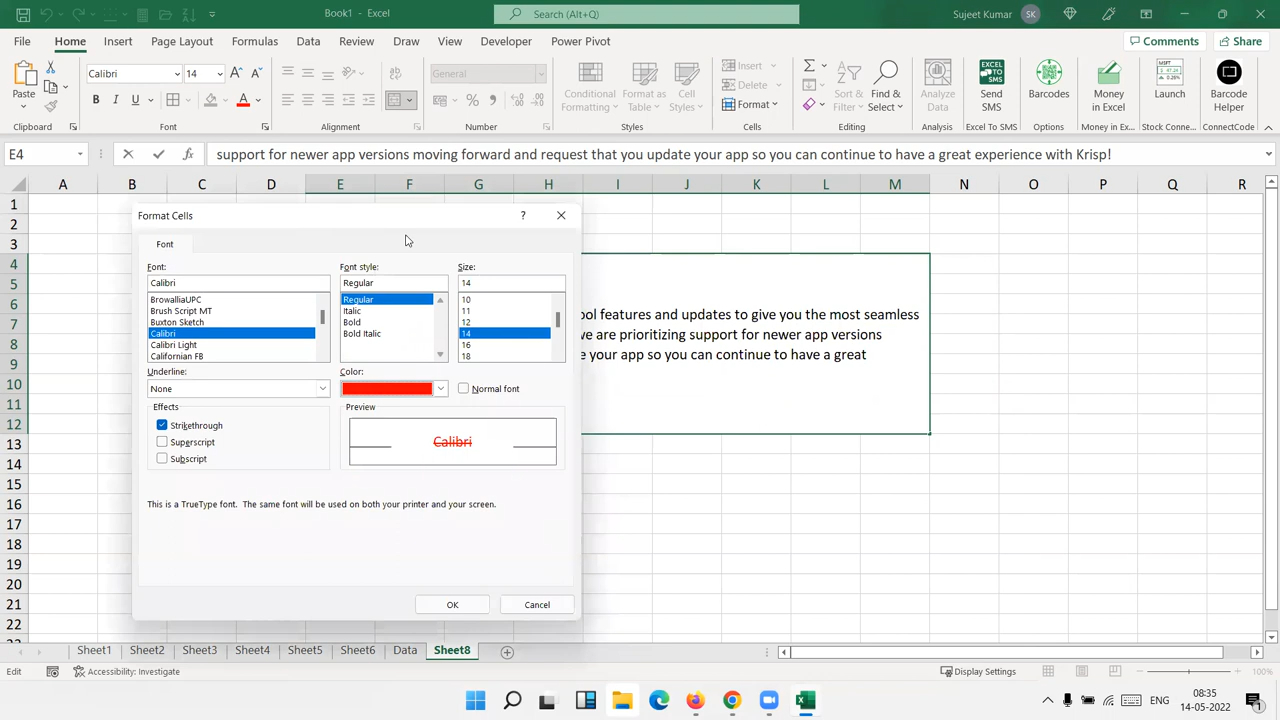 Book1 - Excel
Search (Alt+Q)
Sujeet Kumar
SK
File Home Insert Page Layout Formulas Data Review Draw View Developer Power Pivot
Comments
Share
Paste
Calibri
14
B I U
General
Conditional Formatting
Format as Table
Cell Styles
Insert
Delete
Format
Sort & Filter
Find & Select
Analyze Data
Send SMS
Barcodes
Money in Excel
Launch
Barcode Helper
Clipboard Font Alignment Number Styles Cells Editing Analysis Excel To SMS Options Money in Ex... Stock Conne... ConnectCode
E4
fx
support for newer app versions moving forward and request that you update your app so you can continue to have a great experience with Krisp!
A B C D E F G H I J K L M N O P Q R
1
2
3
4
5
6
7
8
9
10
11
12
13
14
15
16
17
18
19
20
21
22
ool features and updates to give you the most seamless
ve are prioritizing support for newer app versions
e your app so you can continue to have a great
Format Cells
?
Font
Font:
Calibri
BrowalliaUPC
Brush Script MT
Buxton Sketch
Calibri
Calibri Light
Californian FB
Font style:
Regular
Regular
Italic
Bold
Bold Italic
Size:
14
10
11
12
14
16
18
Underline:
None
Color:
Normal font
Effects
Strikethrough
Superscript
Subscript
Preview
Calibri
This is a TrueType font. The same font will be used on both your printer and your screen.
OK
Cancel
Sheet1 Sheet2 Sheet3 Sheet4 Sheet5 Sheet6 Data Sheet8
Edit
Accessibility: Investigate
Display Settings
100%
ENG
08:35
14-05-2022